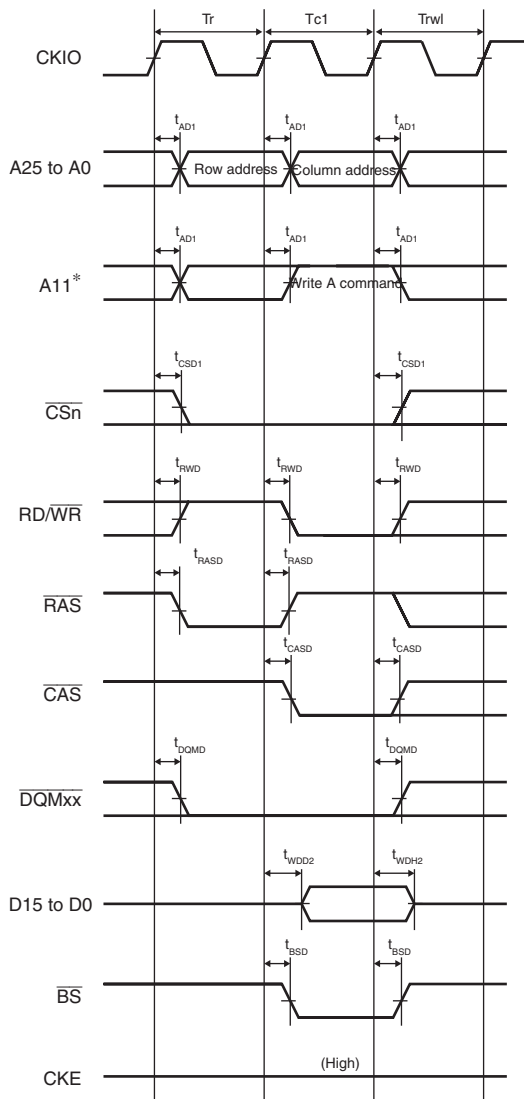 Tr Tc1 Trwl
CKIO
tAD1 tAD1 tAD1
A25 to A0 Row address Column address
tAD1 tAD1 tAD1
A11* Write A command
tCSD1 tCSD1
CSn
tRWD tRWD tRWD
RD/WR
tRASD tRASD
RAS
tCASD tCASD
CAS
tDQMD tDQMD
DQMxx
tWDD2 tWDH2
D15 to D0
tBSD tBSD
BS
(High)
CKE